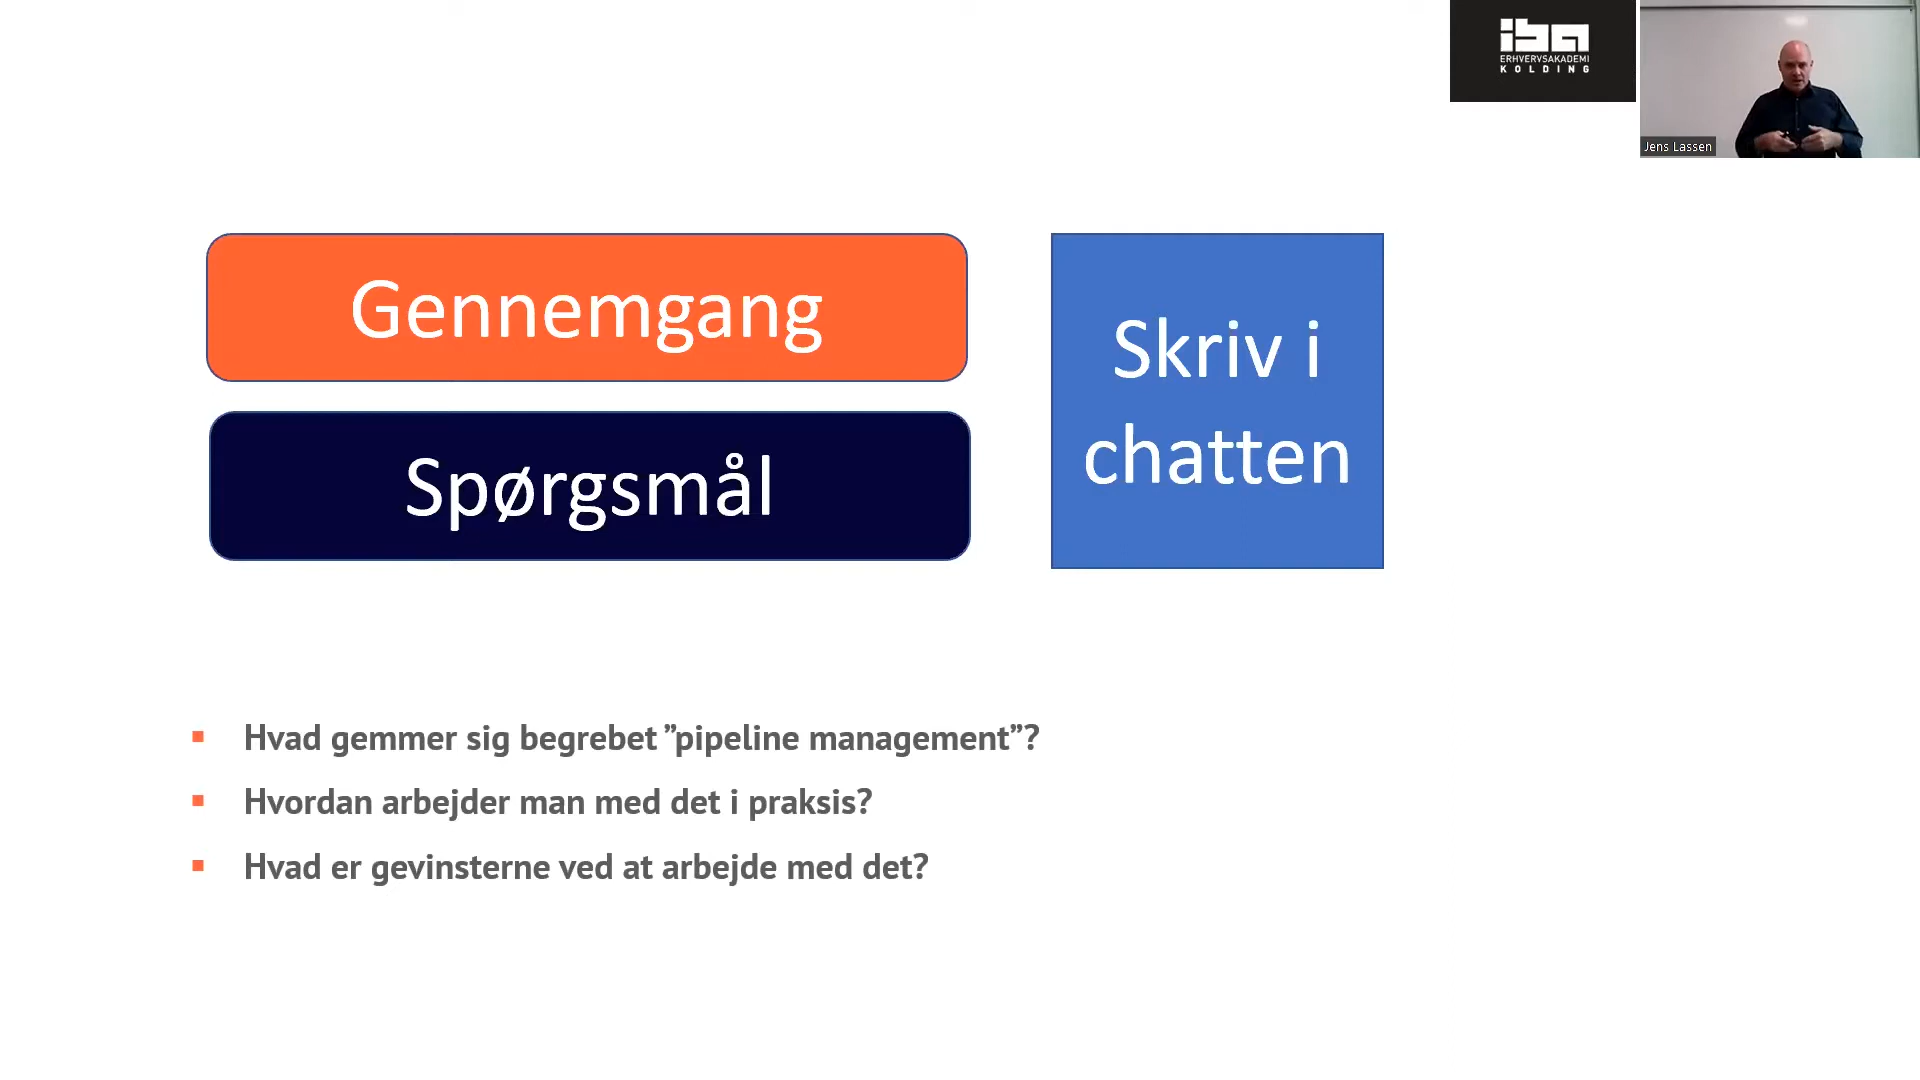 iba
ERHVERVSAKADEMI
KOLDING
Jens Lassen
Gennemgang
Spørgsmål
Skriv i
chatten
▪ Hvad gemmer sig begrebet ”pipeline management”?
▪ Hvordan arbejder man med det i praksis?
▪ Hvad er gevinsterne ved at arbejde med det?